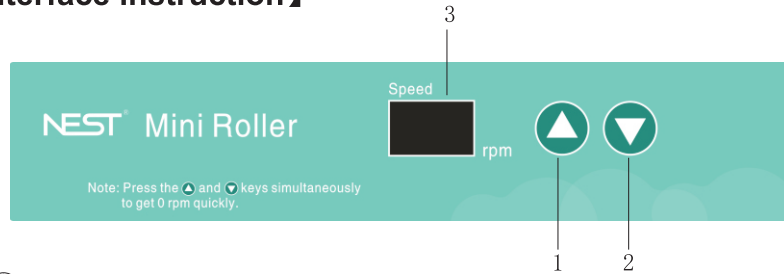 Interface Instruction】
3
Speed
NEST® Mini Roller
rpm
Note: Press the and keys simultaneously
to get 0 rpm quickly.
1 2